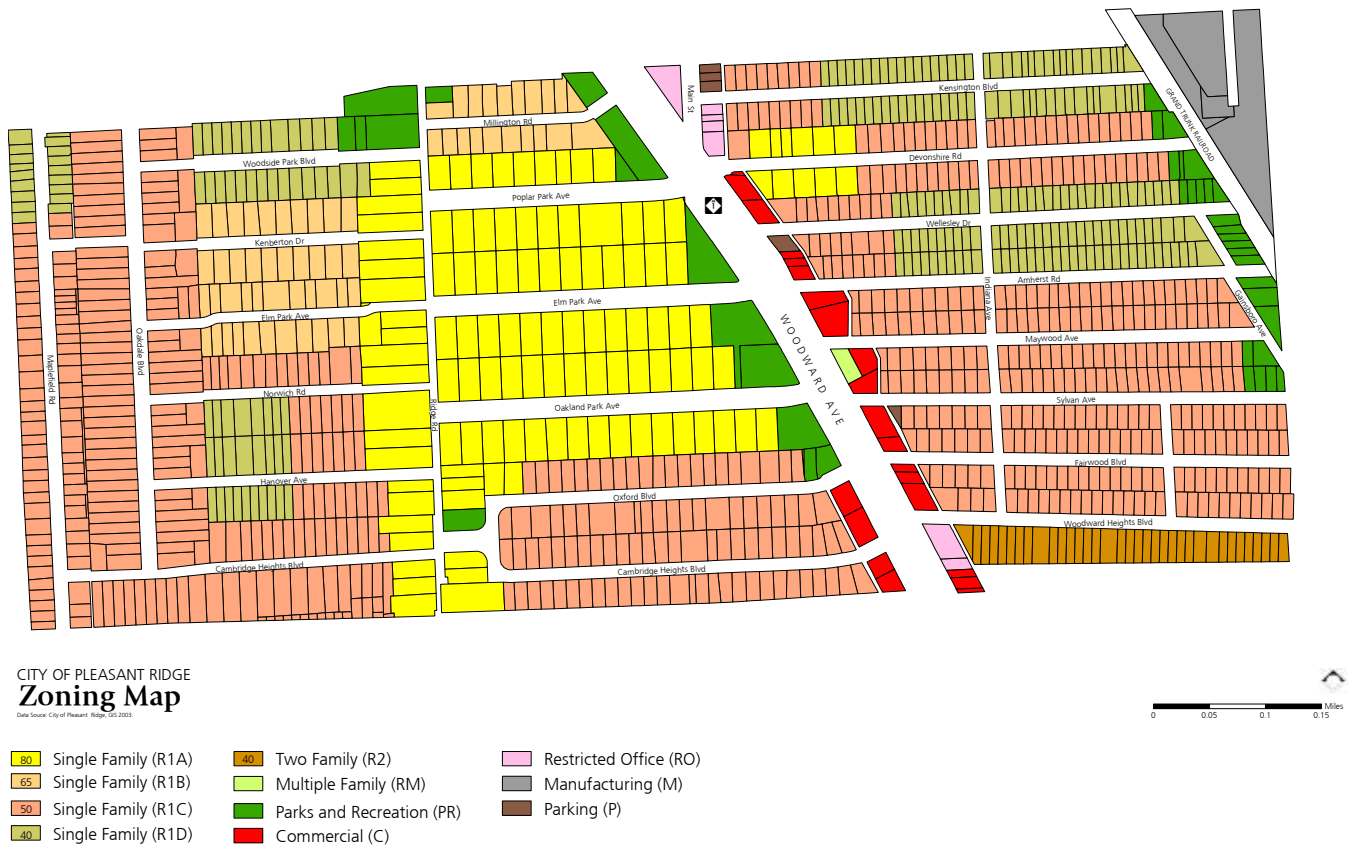 Main St
Kensington Blvd
GRAND TRUNK RAILROAD
Millington Rd
Devonshire Rd
Woodside Park Blvd
Poplar Park Ave
1
Wellesley Dr
Kenberton Dr
Amherst Rd
Indiana Ave
Gainsboro Ave
Elm Park Ave
Elm Park Ave
WOODWARD AVE
Oakdale Blvd
Maywood Ave
Maplefield Rd
Norwich Rd
Ridge Rd
Oakland Park Ave
Sylvan Ave
Fairwood Blvd
Hanover Ave
Oxford Blvd
Woodward Heights Blvd
Cambridge Heights Blvd
Cambridge Heights Blvd
CITY OF PLEASANT RIDGE
Zoning Map
Data Souce: City of Pleasant Ridge, GIS 2003.
Miles
0 0.05 0.1 0.15
80 Single Family (R1A)
65 Single Family (R1B)
50 Single Family (R1C)
40 Single Family (R1D)
40 Two Family (R2)
Multiple Family (RM)
Parks and Recreation (PR)
Commercial (C)
Restricted Office (RO)
Manufacturing (M)
Parking (P)